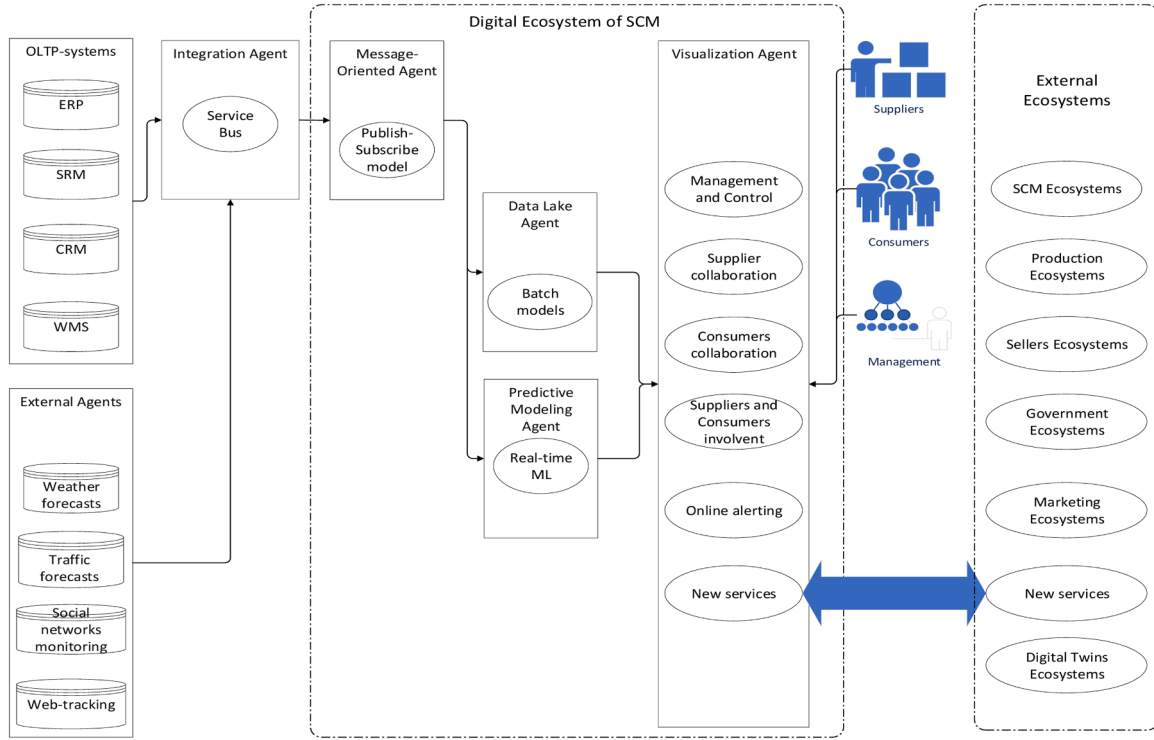 Digital Ecosystem of SCM
OLTP-systems
ERP
SRM
CRM
WMS
External Agents
Weather
forecasts
Traffic
forecasts
Social
networks
monitoring
Web-tracking
Integration Agent
Service
Bus
Message-
Oriented Agent
Publish-
Subscribe
model
Data Lake
Agent
Batch
models
Predictive
Modeling
Agent
Real-time
ML
Visualization Agent
Management
and Control
Supplier
collaboration
Consumers
collaboration
Suppliers and
Consumers
involvent
Online alerting
New services
Suppliers
Consumers
Management
External
Ecosystems
SCM Ecosystems
Production
Ecosystems
Sellers Ecosystems
Government
Ecosystems
Marketing
Ecosystems
New services
Digital Twins
Ecosystems